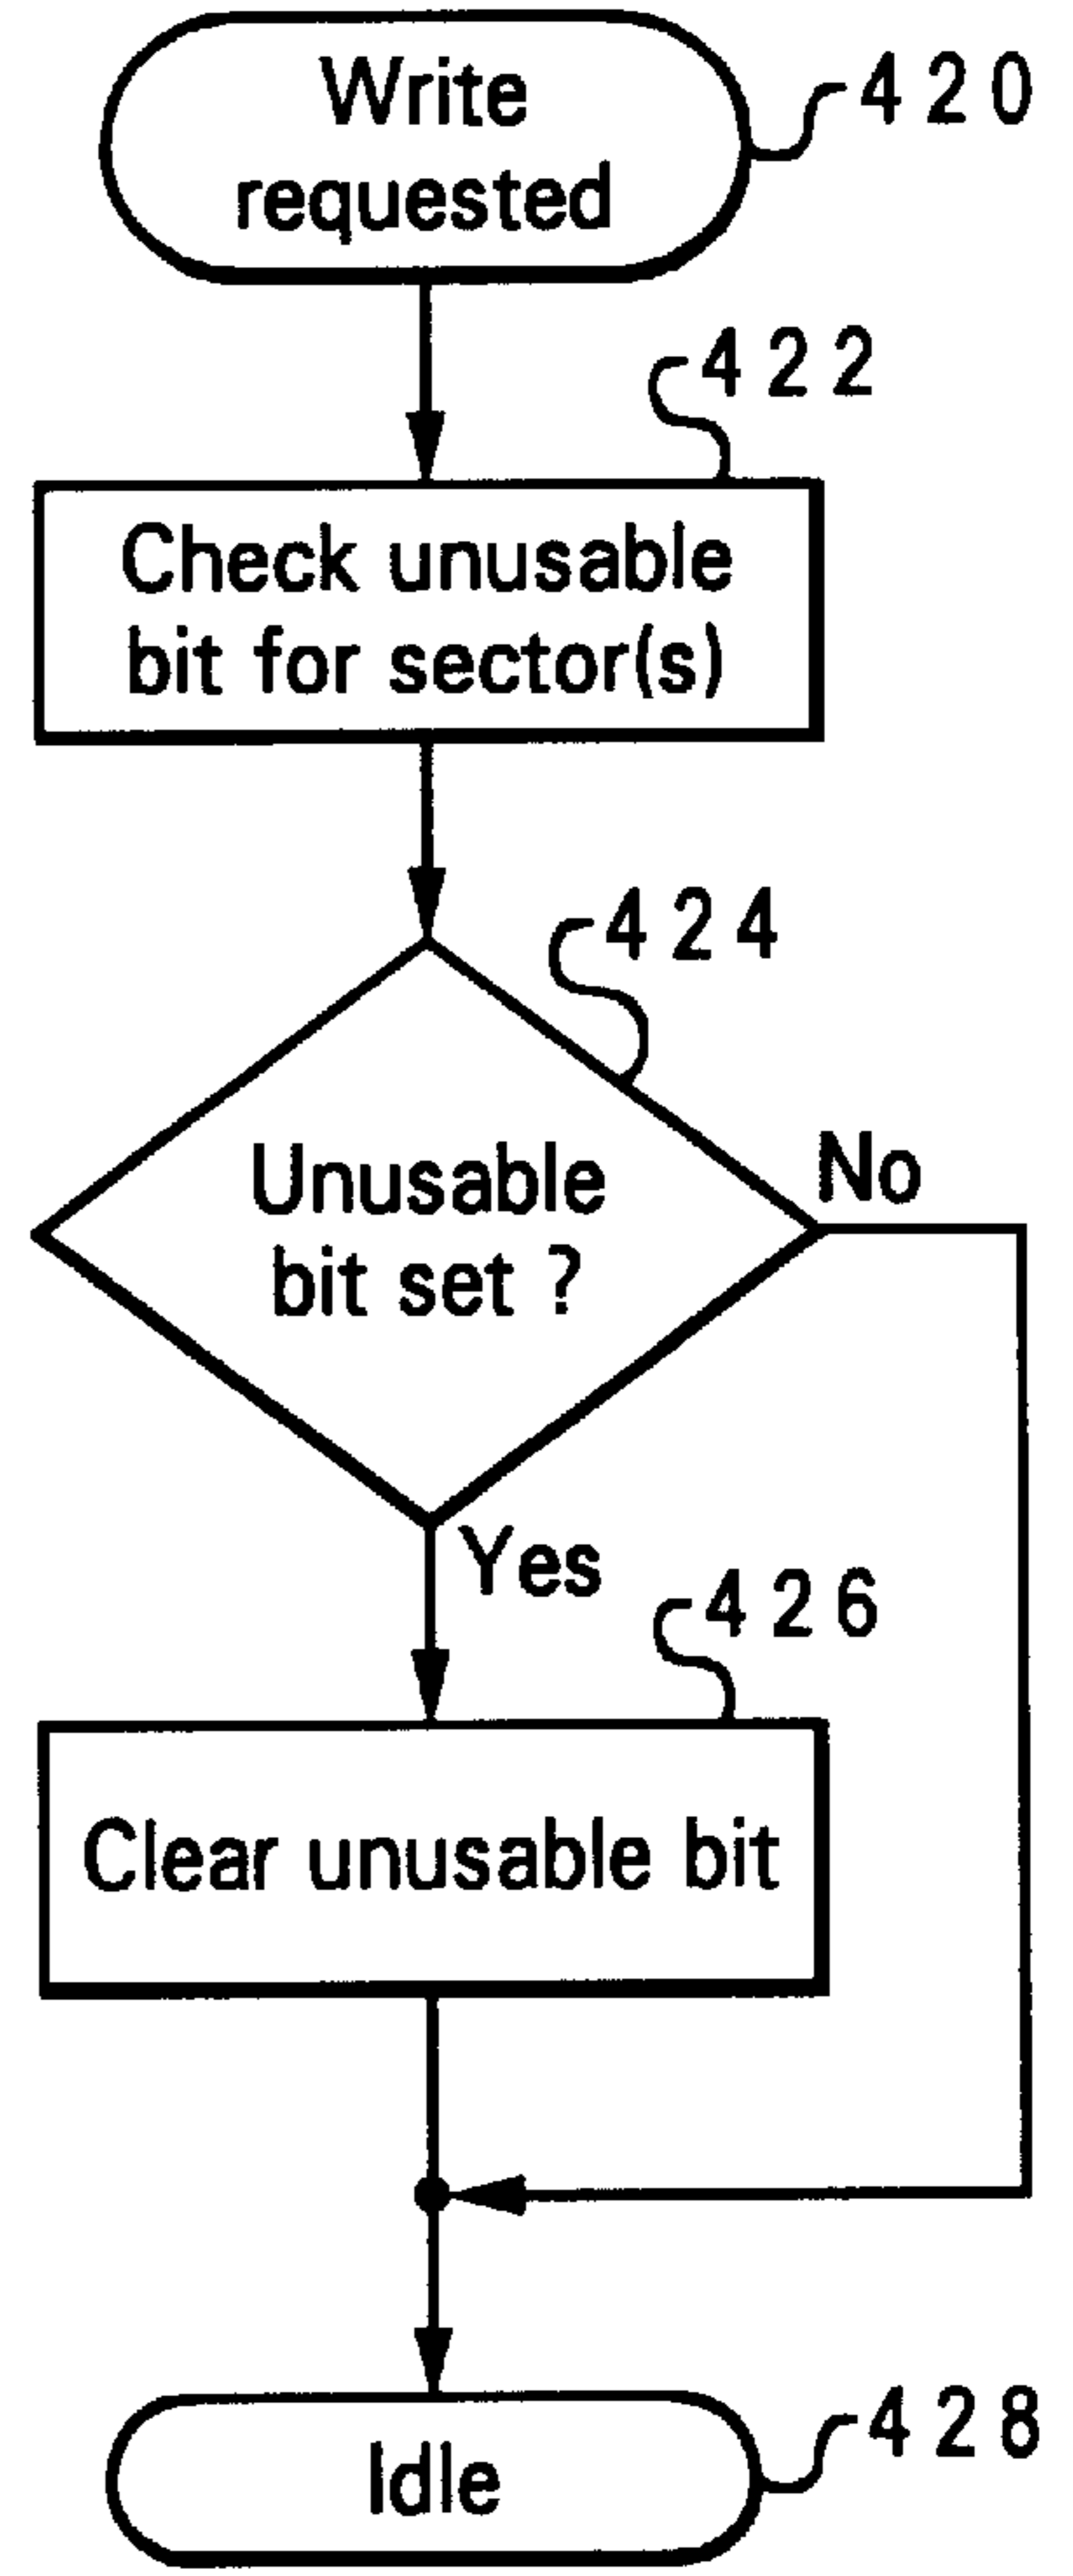 Write
requested
420
422
Check unusable
bit for sector(s)
424
Unusable
bit set ?
No
Yes
426
Clear unusable bit
Idle
428